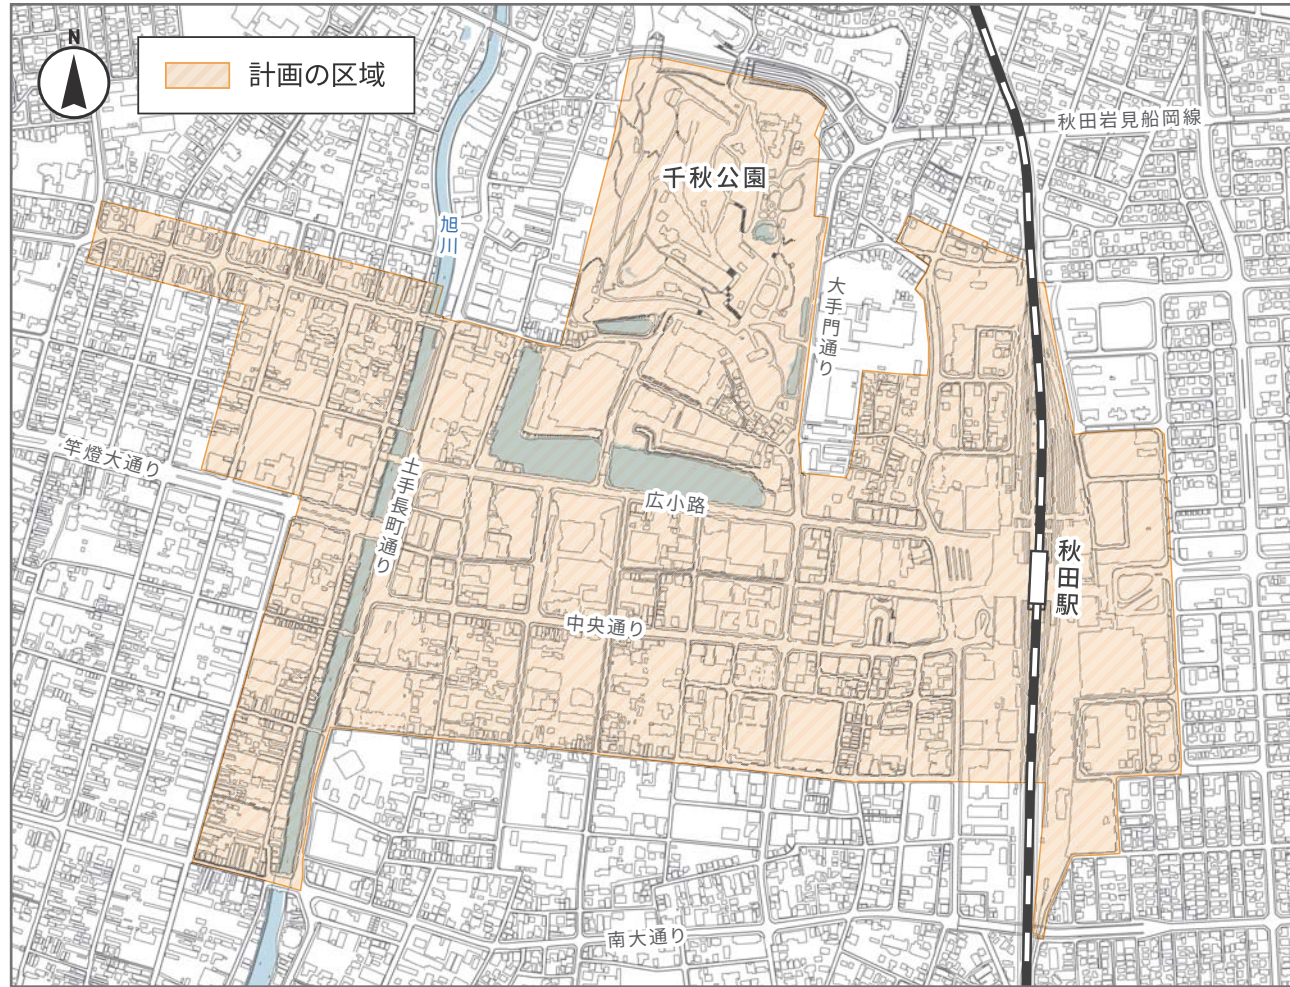 N
計画の区域
秋田岩見船岡線
千秋公園
旭川
大手門通り
竿燈大通り
土手長町通り
広小路
秋田駅
中央通り
南大通り